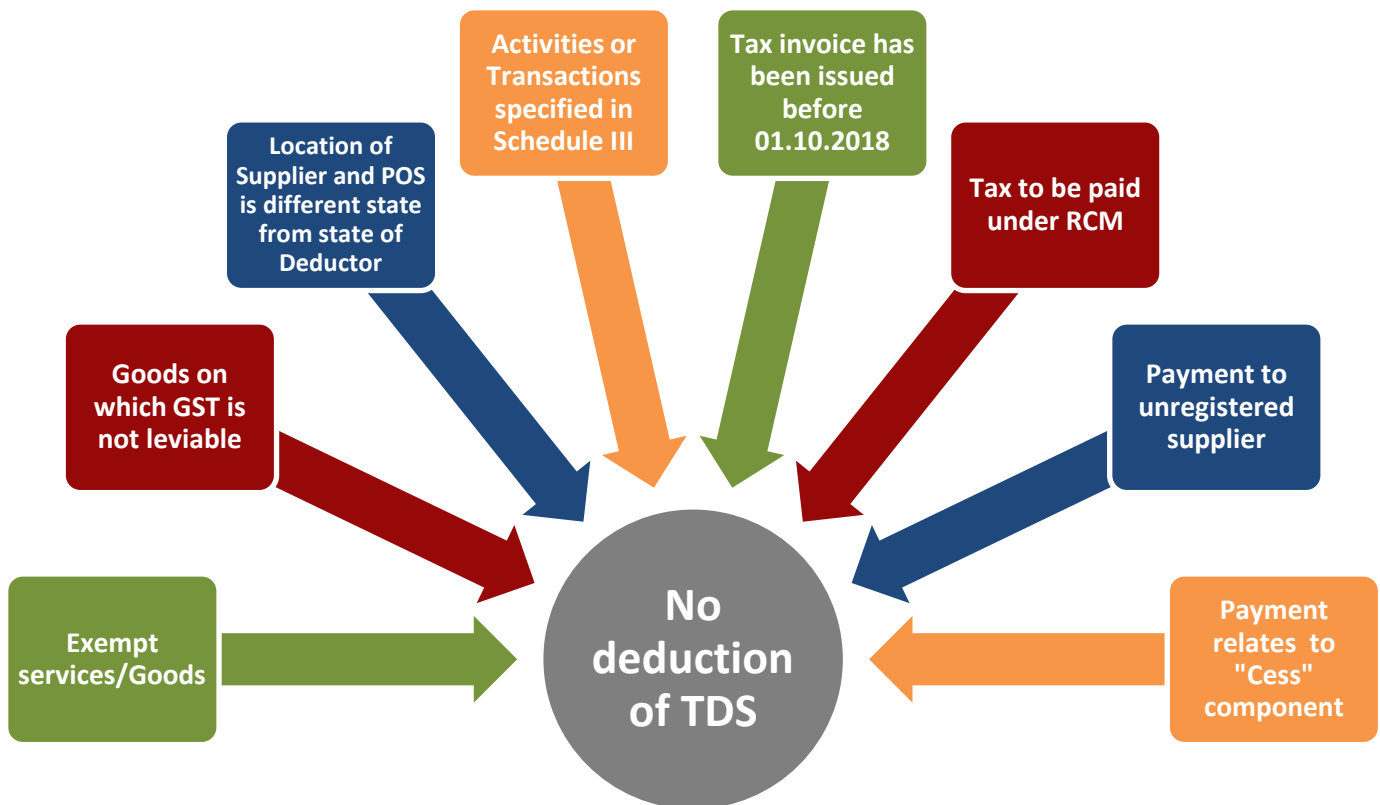 Exempt
services/Goods
Goods on
which GST is
not leviable
Location of
Supplier and POS
is different state
from state of
Deductor
Activities or
Transactions
specified in
Schedule III
Tax invoice has
been issued
before
01.10.2018
Tax to be paid
under RCM
Payment to
unregistered
supplier
Payment
relates to
"Cess"
component
No
deduction
of TDS